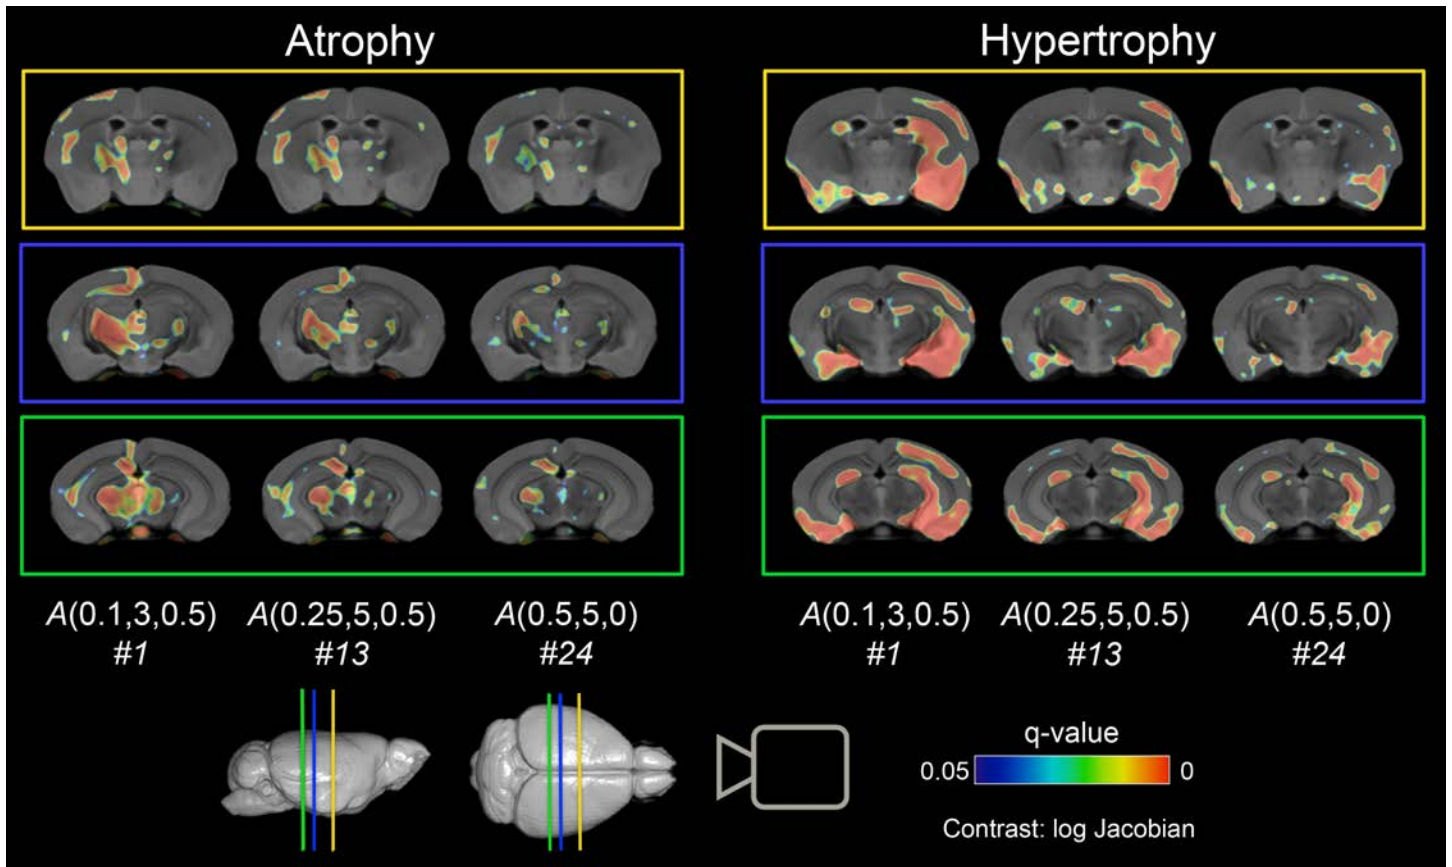 Atrophy
Hypertrophy
A(0.1,3,0.5) A(0.25,5,0.5) A(0.5,5,0)
#1 #13 #24
A(0.1,3,0.5) A(0.25,5,0.5) A(0.5,5,0)
#1 #13 #24
q-value
0.05 0
Contrast: log Jacobian